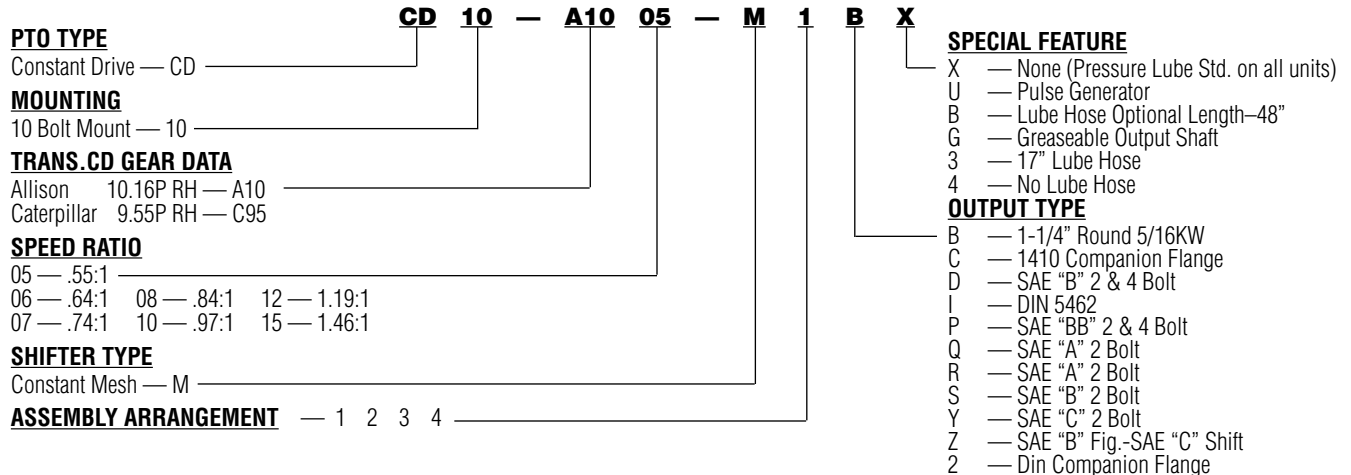 CD 10 — A10 05 — M 1 B X
PTO TYPE
Constant Drive — CD
MOUNTING
10 Bolt Mount — 10
TRANS.CD GEAR DATA
Allison 10.16P RH — A10
Caterpillar 9.55P RH — C95
SPEED RATIO
05 — .55:1
06 — .64:1 08 — .84:1 12 — 1.19:1
07 — .74:1 10 — .97:1 15 — 1.46:1
SHIFTER TYPE
Constant Mesh — M
ASSEMBLY ARRANGEMENT — 1 2 3 4
SPECIAL FEATURE
X — None (Pressure Lube Std. on all units)
U — Pulse Generator
B — Lube Hose Optional Length–48"
G — Greaseable Output Shaft
3 — 17" Lube Hose
4 — No Lube Hose
OUTPUT TYPE
B — 1-1/4" Round 5/16KW
C — 1410 Companion Flange
D — SAE "B" 2 & 4 Bolt
I — DIN 5462
P — SAE "BB" 2 & 4 Bolt
Q — SAE "A" 2 Bolt
R — SAE "A" 2 Bolt
S — SAE "B" 2 Bolt
Y — SAE "C" 2 Bolt
Z — SAE "B" Fig.-SAE "C" Shift
2 — Din Companion Flange